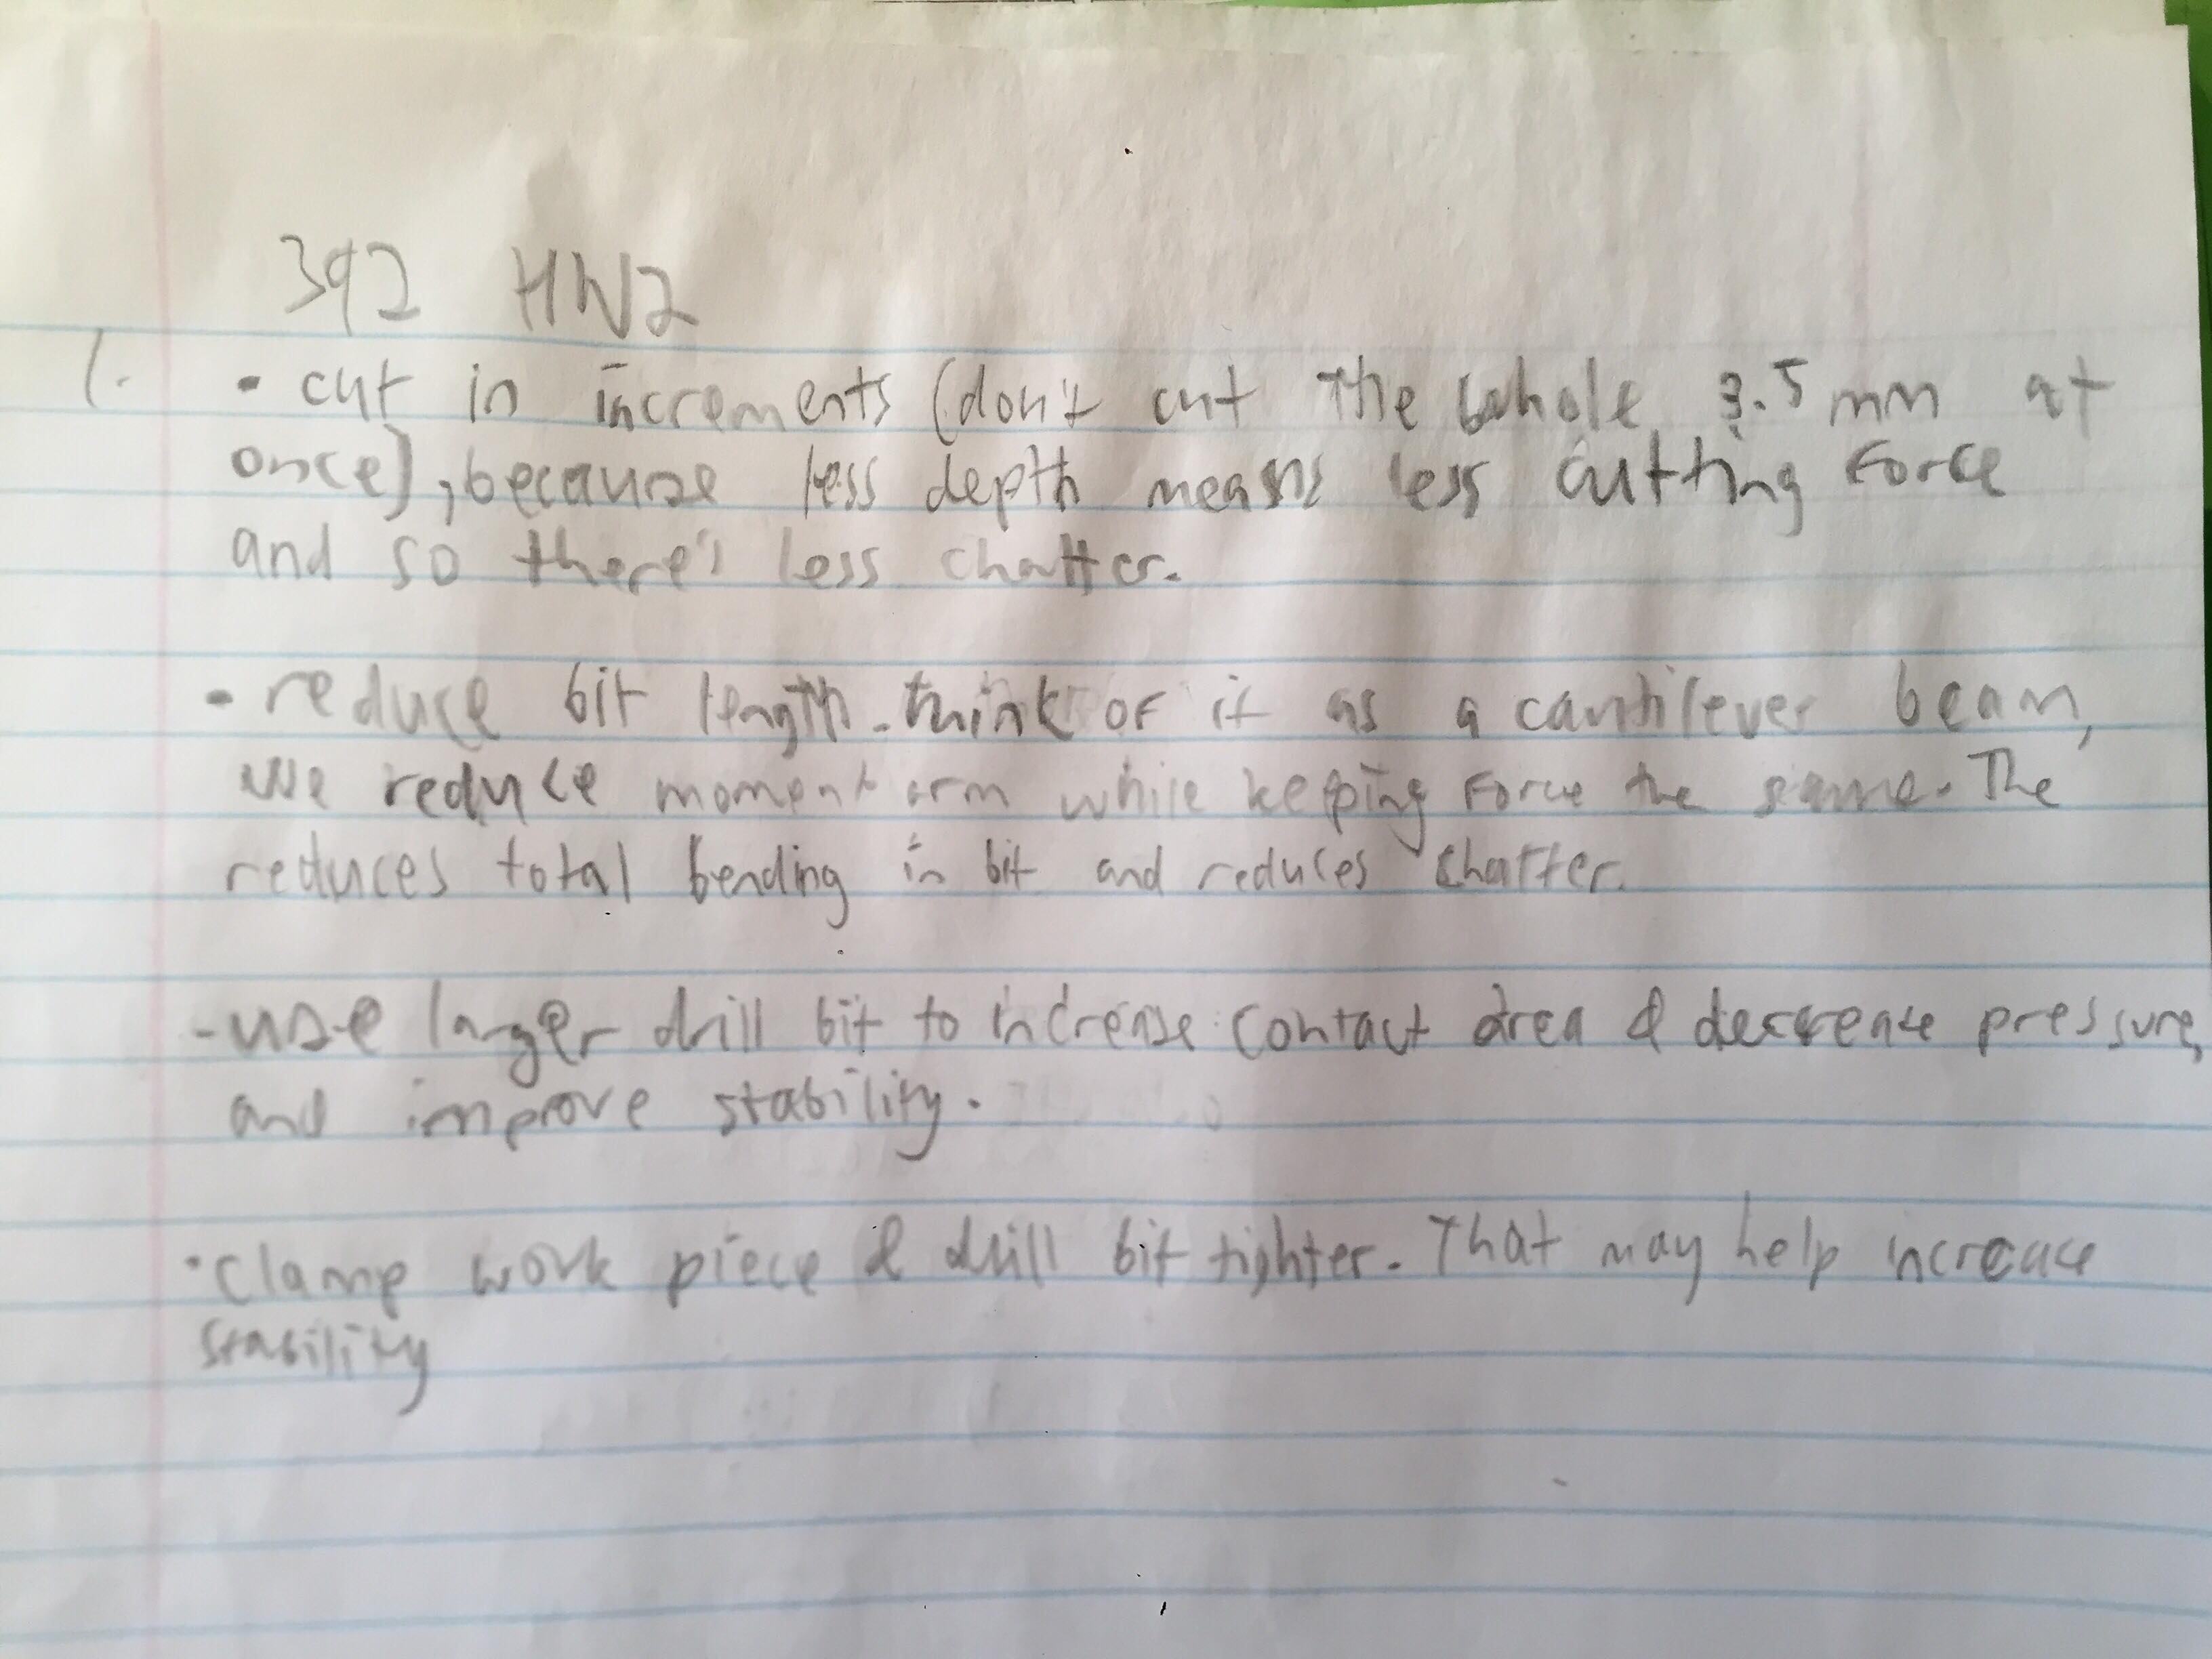 392 HW2
1. • cut in increments (don't cut the whole 3.5 mm at
once), because less depth means less cutting force
and so there's less chatter.
• reduce bit length. think of it as a cantilever beam,
we reduce moment arm while keeping force the same. The
reduces total bending in bit and reduces chatter.
- use larger drill bit to increase contact area & decrease pressure,
and improve stability.
• clamp work piece & drill bit tighter. That may help increase
stability